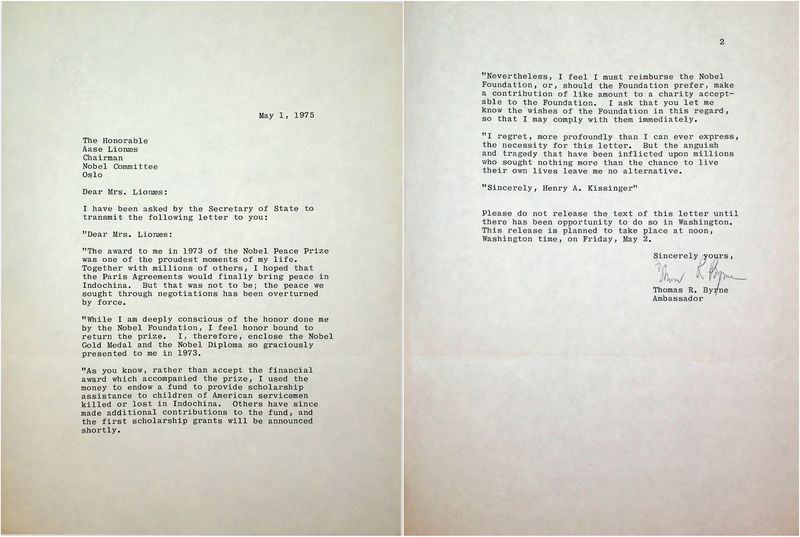 May 1, 1975
The Honorable
Aase Lionæs
Chairman
Nobel Committee
Oslo
Dear Mrs. Lionæs:
I have been asked by the Secretary of State to
transmit the following letter to you:
"Dear Mrs. Lionæs:
"The award to me in 1973 of the Nobel Peace Prize
was one of the proudest moments of my life.
Together with millions of others, I hoped that
the Paris Agreements would finally bring peace in
Indochina. But that was not to be; the peace we
sought through negotiations has been overturned
by force.
"While I am deeply conscious of the honor done me
by the Nobel Foundation, I feel honor bound to
return the prize. I, therefore, enclose the Nobel
Gold Medal and the Nobel Diploma so graciously
presented to me in 1973.
"As you know, rather than accept the financial
award which accompanied the prize, I used the
money to endow a fund to provide scholarship
assistance to children of American servicemen
killed or lost in Indochina. Others have since
made additional contributions to the fund, and
the first scholarship grants will be announced
shortly.
2
"Nevertheless, I feel I must reimburse the Nobel
Foundation, or, should the Foundation prefer, make
a contribution of like amount to a charity accept-
able to the Foundation. I ask that you let me
know the wishes of the Foundation in this regard,
so that I may comply with them immediately.
"I regret, more profoundly than I can ever express,
the necessity for this letter. But the anguish
and tragedy that have been inflicted upon millions
who sought nothing more than the chance to live
their own lives leave me no alternative.
"Sincerely, Henry A. Kissinger"
Please do not release the text of this letter until
there has been opportunity to do so in Washington.
This release is planned to take place at noon,
Washington time, on Friday, May 2.
Sincerely yours,
Thomas R. Byrne
Ambassador